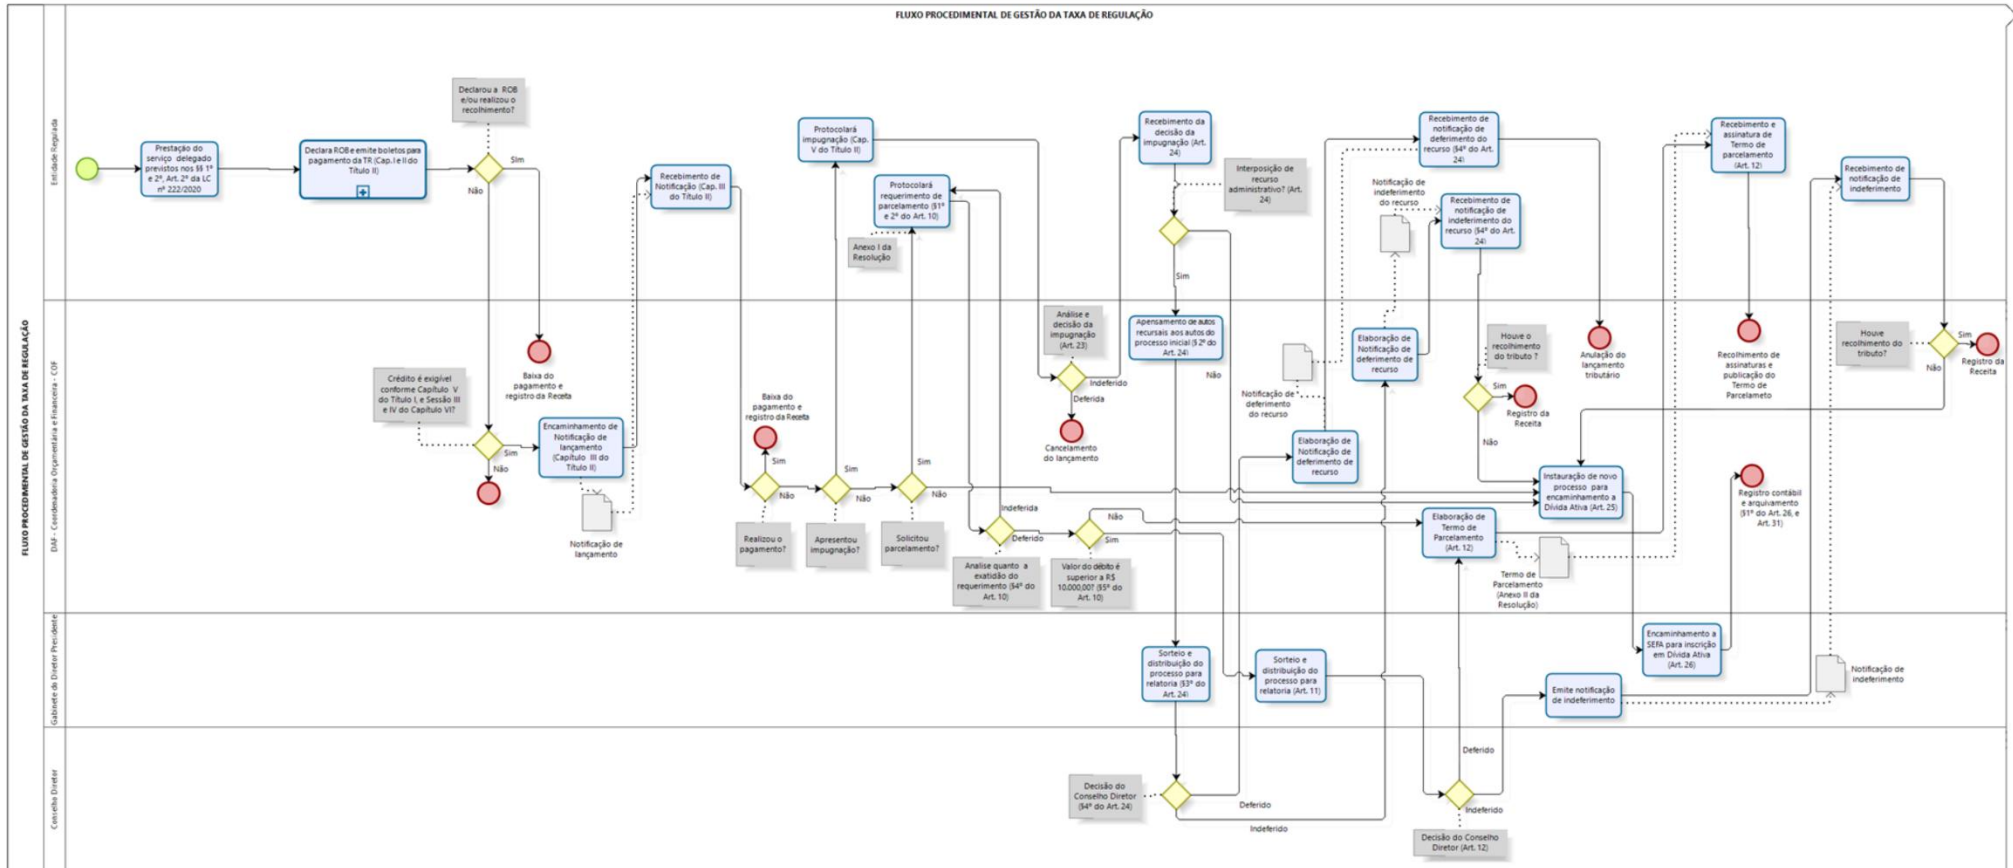 FLUXO PROCEDIMENTAL DE GESTÃO DA TAXA DE REGULAÇÃO
FLUXO PROCEDIMENTAL DE GESTÃO DA TAXA DE REGULAÇÃO
Entidade Regulada
Prestação do
serviço delegado
previstos nos §§ 1º
e 2º, Art. 2º da LC
nº 222/2020
Declara ROB e emite boletos para
pagamento da TR (Cap. I e II do
Título II)
Declarou a ROB
e/ou realizou o
recolhimento?
Sim
Não
Recebimento de
Notificação (Cap. III
do Título II)
Protocolará
impugnação (Cap.
V do Título II)
Protocolará
requerimento de
parcelamento (§1º
e 2º do Art. 10)
Anexo I da
Resolução
Recebimento da
decisão da
impugnação (Art.
24)
Interposição de
recurso
administrativo? (Art.
24)
Sim
Não
Recebimento de
notificação de
deferimento do
recurso (§4º do Art.
24)
Notificação de
indeferimento
do recurso
Recebimento de
notificação de
indeferimento do
recurso (§4º do Art.
24)
Recebimento e
assinatura de
Termo de
parcelamento
(Art. 12)
Recebimento de
notificação de
indeferimento
DAF - Coordenadoria Orçamentária e Financeira - COF
Crédito é exigível
conforme Capítulo V
do Título I, e Sessão III
e IV do Capítulo VI?
Sim
Não
Baixa do
pagamento e
registro da Receita
Encaminhamento de
Notificação de
lançamento
(Capítulo III do
Título II)
Notificação de
lançamento
Baixa do
pagamento e
registro da Receita
Sim
Não
Realizou o
pagamento?
Sim
Não
Apresentou
impugnação?
Sim
Não
Solicitou
parcelamento?
Análise e
decisão da
impugnação
(Art. 23)
Indeferido
Deferida
Cancelamento
do lançamento
Indeferida
Deferido
Analise quanto a
exatidão do
requerimento (§4º do
Art. 10)
Não
Sim
Valor do débito é
superior a R$
10.000,00? (§5º do
Art. 10)
Apensamento de autos
recursais aos autos do
processo inicial (§ 2º do
Art. 24)
Notificação de
deferimento
do recurso
Elaboração de
Notificação de
deferimento de
recurso
Elaboração de
Notificação de
deferimento de
recurso
Houve o
recolhimento
do tributo ?
Sim
Não
Registro da
Receita
Anulação do
lançamento
tributário
Recolhimento de
assinaturas e
publicação do
Termo de
Parcelameto
Houve
recolhimento do
tributo?
Sim
Não
Registro da
Receita
Instauração de novo
processo para
encaminhamento a
Dívida Ativa (Art. 25)
Elaboração de
Termo de
Parcelamento
(Art. 12)
Termo de
Parcelamento
(Anexo II da
Resolução)
Registro contábil
e arquivamento
(§1º do Art. 26, e
Art. 31)
Gabinete do Diretor Presidente
Sorteio e
distribuição do
processo para
relatoria (§3º do
Art. 24)
Sorteio e
distribuição do
processo para
relatoria (Art. 11)
Emite notificação
de indeferimento
Encaminhamento a
SEFA para inscrição
em Dívida Ativa
(Art. 26)
Notificação de
indeferimento
Conselho Diretor
Decisão do
Conselho Diretor
(§4º do Art. 24)
Deferido
Indeferido
Deferido
Indeferido
Decisão do Conselho
Diretor (Art. 12)